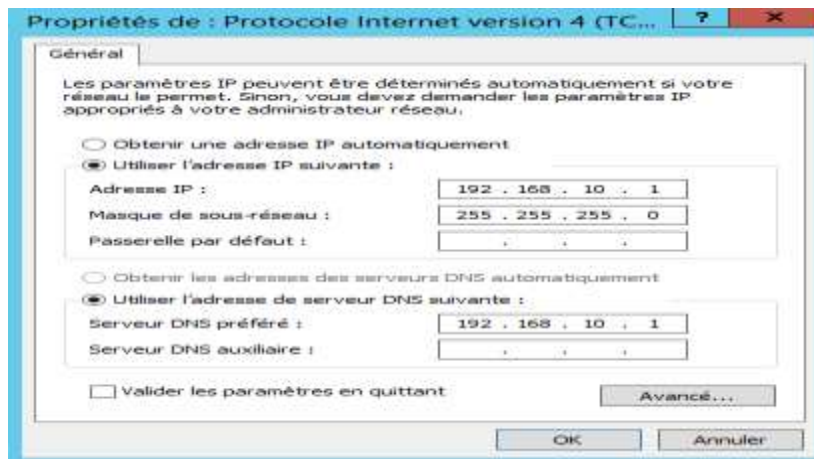 Propriétés de : Protocole Internet version 4 (TC... ? ×
Général
Les paramètres IP peuvent être déterminés automatiquement si votre
réseau le permet. Sinon, vous devez demander les paramètres IP
appropriés à votre administrateur réseau.
Obtenir une adresse IP automatiquement
Utiliser l'adresse IP suivante :
Adresse IP : 192 . 168 . 10 . 1
Masque de sous-réseau : 255 . 255 . 255 . 0
Passerelle par défaut : . . .
Obtenir les adresses des serveurs DNS automatiquement
Utiliser l'adresse de serveur DNS suivante :
Serveur DNS préféré : 192 . 168 . 10 . 1
Serveur DNS auxiliaire : . . .
Valider les paramètres en quittant
Avancé...
OK Annuler